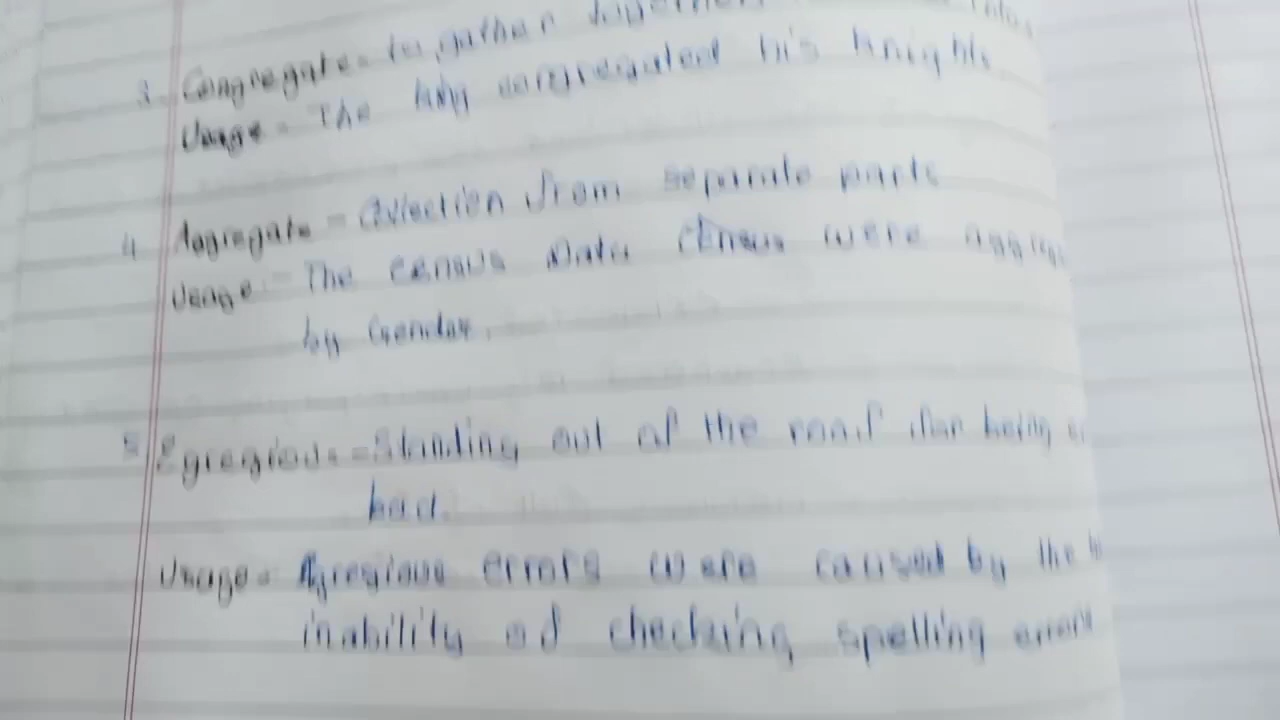 3 Congregate = to gather together
Usage = The king congregated his knights
4 Aggregate = Collection from separate parts
Usage = The census Data were
by Gender.
5 Egregious = Standing out of the for being
bad.
Usage = Agregious errors were caused by the
inability of checking spelling errors